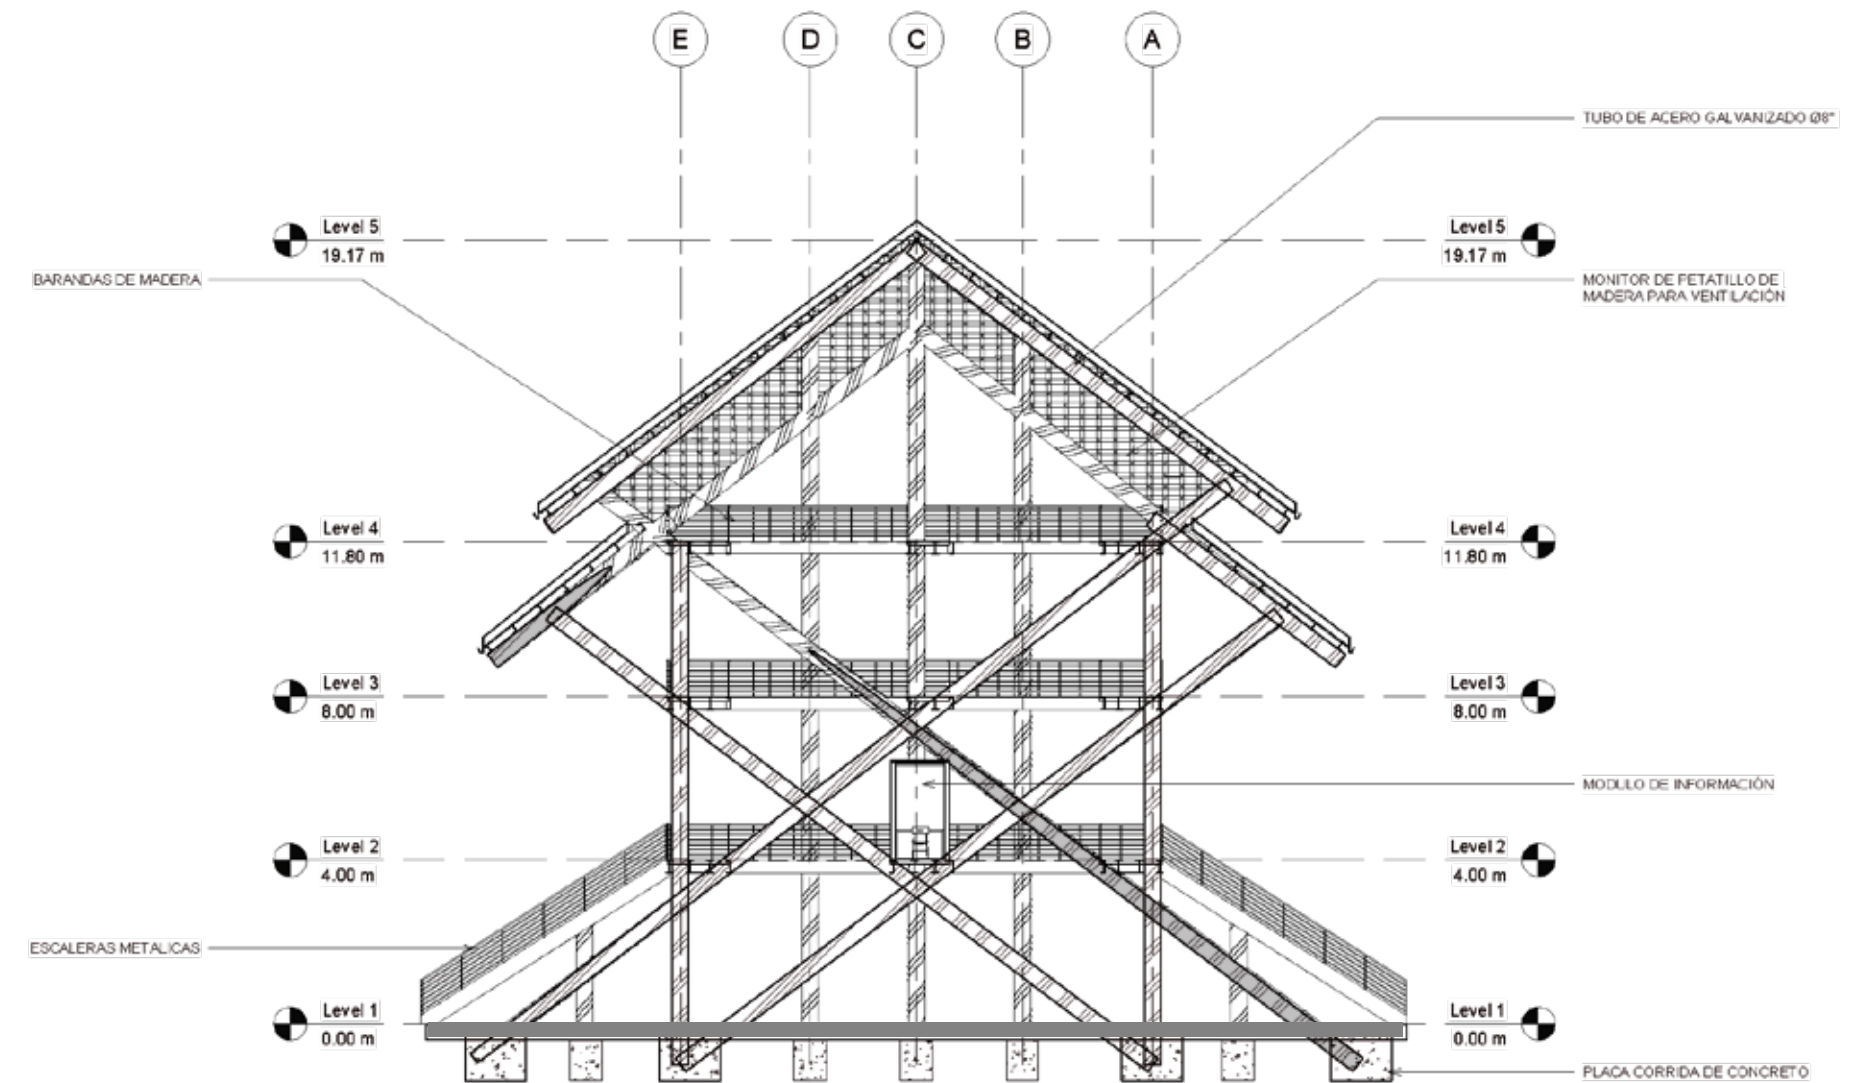 E D C B A
TUBO DE ACERO GALVANIZADO Ø8"
Level 5
19.17 m
Level 5
19.17 m
BARANDAS DE MADERA
MONITOR DE PETATILLO DE
MADERA PARA VENTILACIÓN
Level 4
11.80 m
Level 4
11.80 m
Level 3
8.00 m
Level 3
8.00 m
MODULO DE INFORMACIÓN
Level 2
4.00 m
Level 2
4.00 m
ESCALERAS METALICAS
Level 1
0.00 m
Level 1
0.00 m
PLACA CORRIDA DE CONCRETO